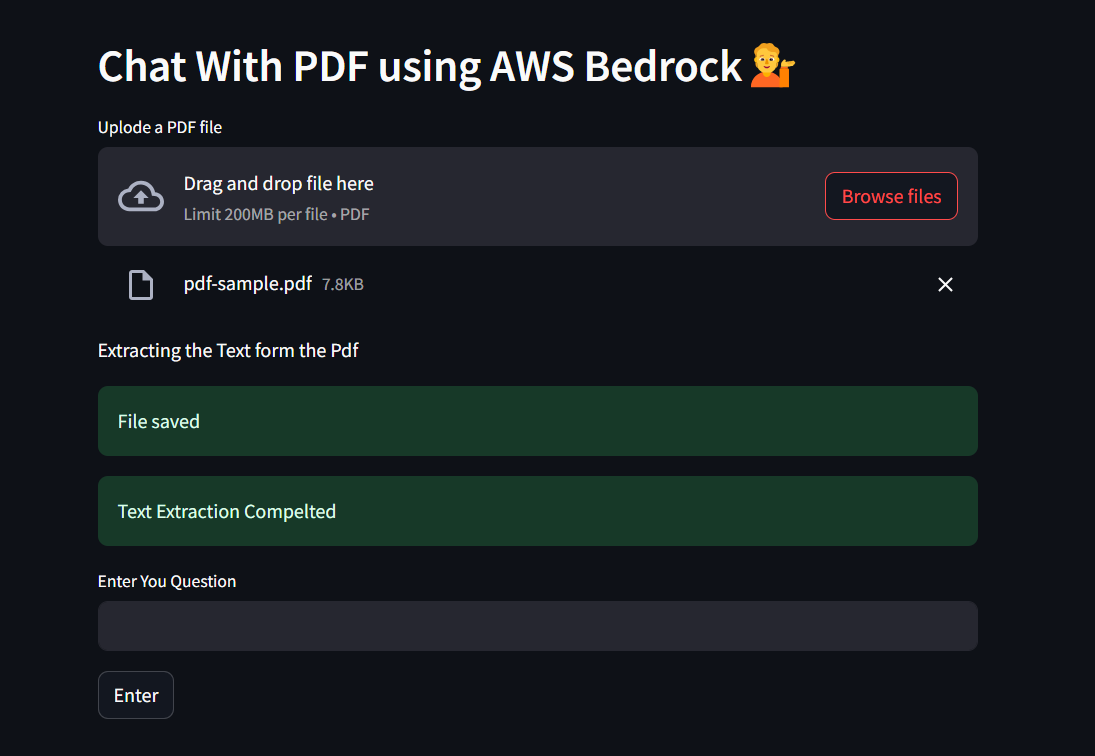 Chat With PDF using AWS Bedrock
Uplode a PDF file
Drag and drop file here
Limit 200MB per file • PDF
Browse files
pdf-sample.pdf 7.8KB
Extracting the Text form the Pdf
File saved
Text Extraction Compelted
Enter You Question
Enter